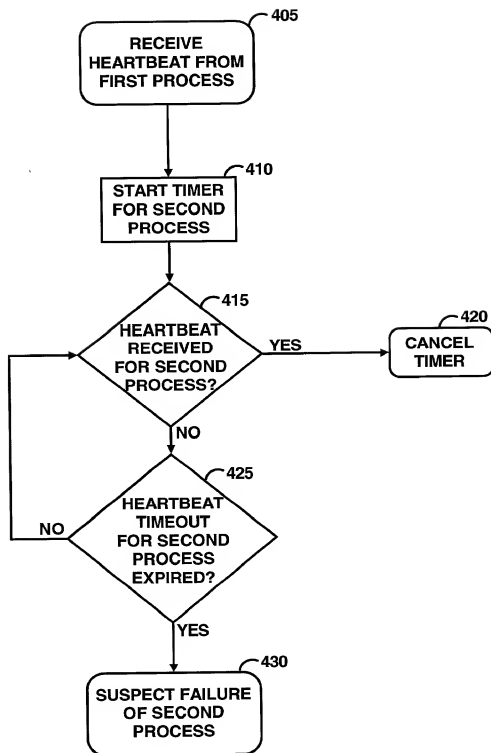 405
RECEIVE
HEARTBEAT FROM
FIRST PROCESS
410
START TIMER
FOR SECOND
PROCESS
415
HEARTBEAT
RECEIVED
FOR SECOND
PROCESS?
YES
420
CANCEL
TIMER
NO
425
HEARTBEAT
TIMEOUT
FOR SECOND
PROCESS
EXPIRED?
NO
YES
430
SUSPECT FAILURE
OF SECOND
PROCESS